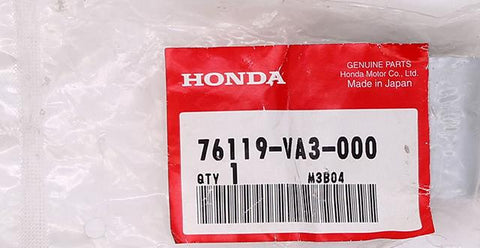 HONDA
GENUINE PARTS
Honda Motor Co., Ltd.
Made in Japan
76119-VA3-000
QTY 1 M3B04